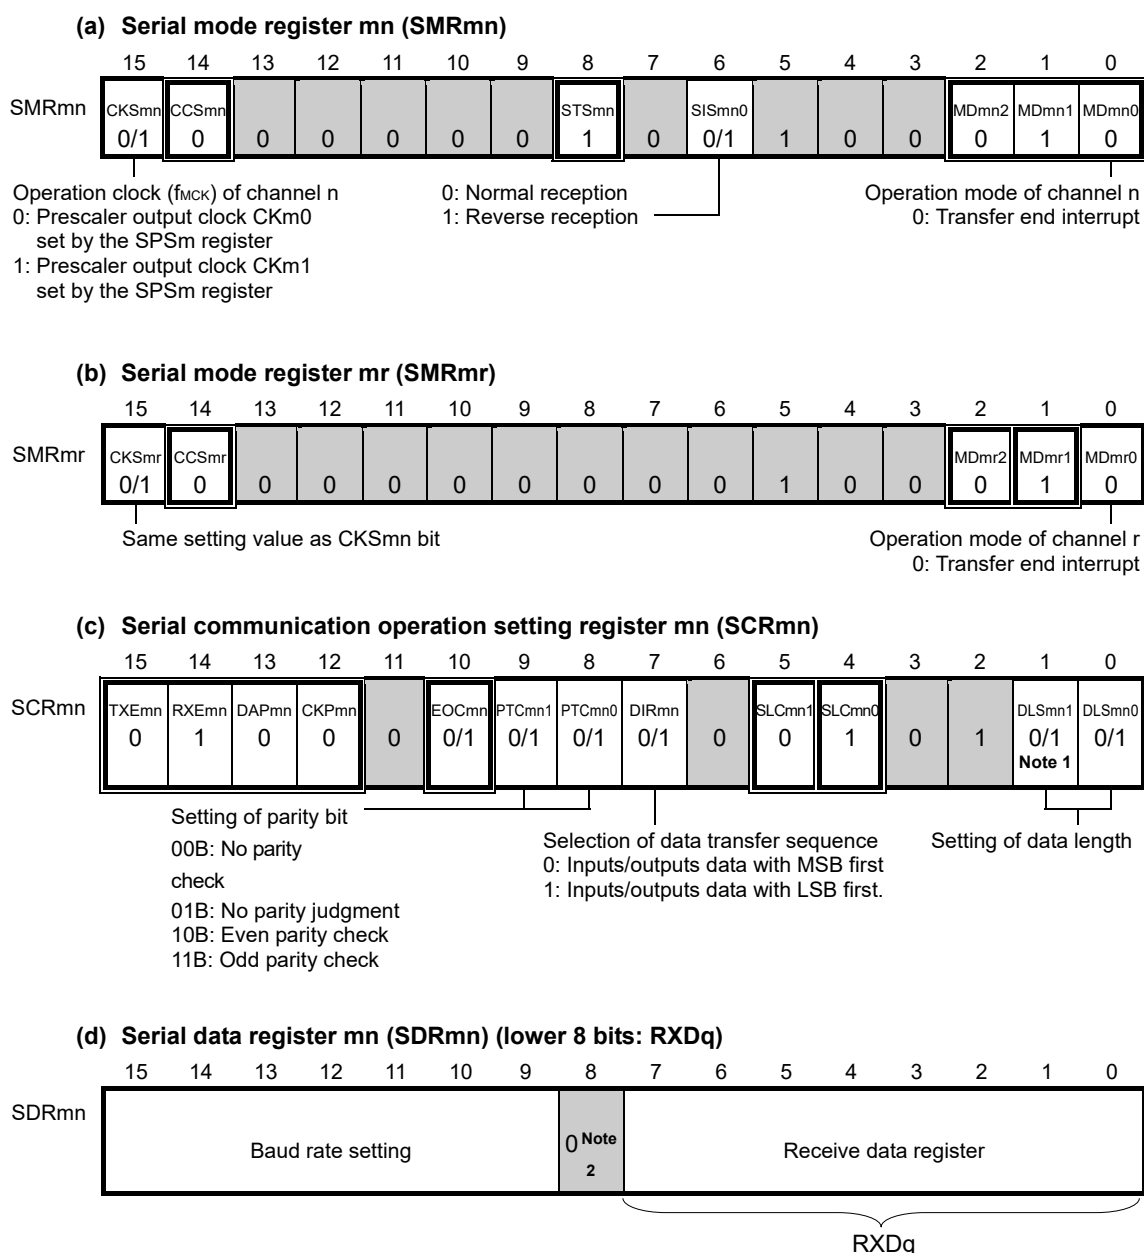 (a) Serial mode register mn (SMRmn)
15 14 13 12 11 10 9 8 7 6 5 4 3 2 1 0
SMRmn CKSmn CCSmn STSmn SISmn0 MDmn2 MDmn1 MDmn0
0/1 0 0 0 0 0 0 1 0 0/1 1 0 0 0 1 0
Operation clock (fMCK) of channel n 0: Normal reception Operation mode of channel n
0: Prescaler output clock CKm0 1: Reverse reception 0: Transfer end interrupt
set by the SPSm register
1: Prescaler output clock CKm1
set by the SPSm register
(b) Serial mode register mr (SMRmr)
15 14 13 12 11 10 9 8 7 6 5 4 3 2 1 0
SMRmr CKSmr CCSmr MDmr2 MDmr1 MDmr0
0/1 0 0 0 0 0 0 0 0 0 1 0 0 0 1 0
Same setting value as CKSmn bit Operation mode of channel r
0: Transfer end interrupt
(c) Serial communication operation setting register mn (SCRmn)
15 14 13 12 11 10 9 8 7 6 5 4 3 2 1 0
SCRmn TXEmn RXEmn DAPmn CKPmn EOCmn PTCmn1 PTCmn0 DIRmn SLCmn1 SLCmn0 DLSmn1 DLSmn0
0 1 0 0 0 0/1 0/1 0/1 0/1 0 0 1 0 1 0/1 0/1
Note 1
Setting of parity bit
00B: No parity
check
01B: No parity judgment
10B: Even parity check
11B: Odd parity check
Selection of data transfer sequence
0: Inputs/outputs data with MSB first
1: Inputs/outputs data with LSB first.
Setting of data length
(d) Serial data register mn (SDRmn) (lower 8 bits: RXDq)
15 14 13 12 11 10 9 8 7 6 5 4 3 2 1 0
SDRmn Baud rate setting 0 Note 2 Receive data register
RXDq